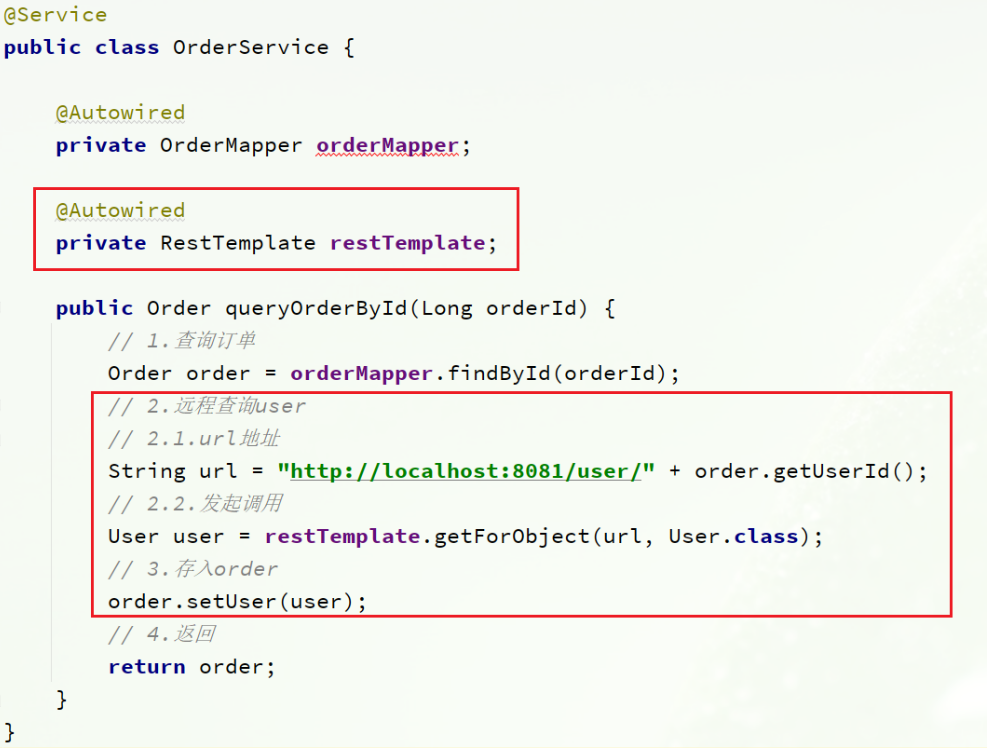 @Service
public class OrderService {
@Autowired
private OrderMapper orderMapper;
@Autowired
private RestTemplate restTemplate;
public Order queryOrderById(Long orderId) {
// 1.查询订单
Order order = orderMapper.findById(orderId);
// 2.远程查询user
// 2.1.url地址
String url = "http://localhost:8081/user/" + order.getUserId();
// 2.2.发起调用
User user = restTemplate.getForObject(url, User.class);
// 3.存入order
order.setUser(user);
// 4.返回
return order;
}
}